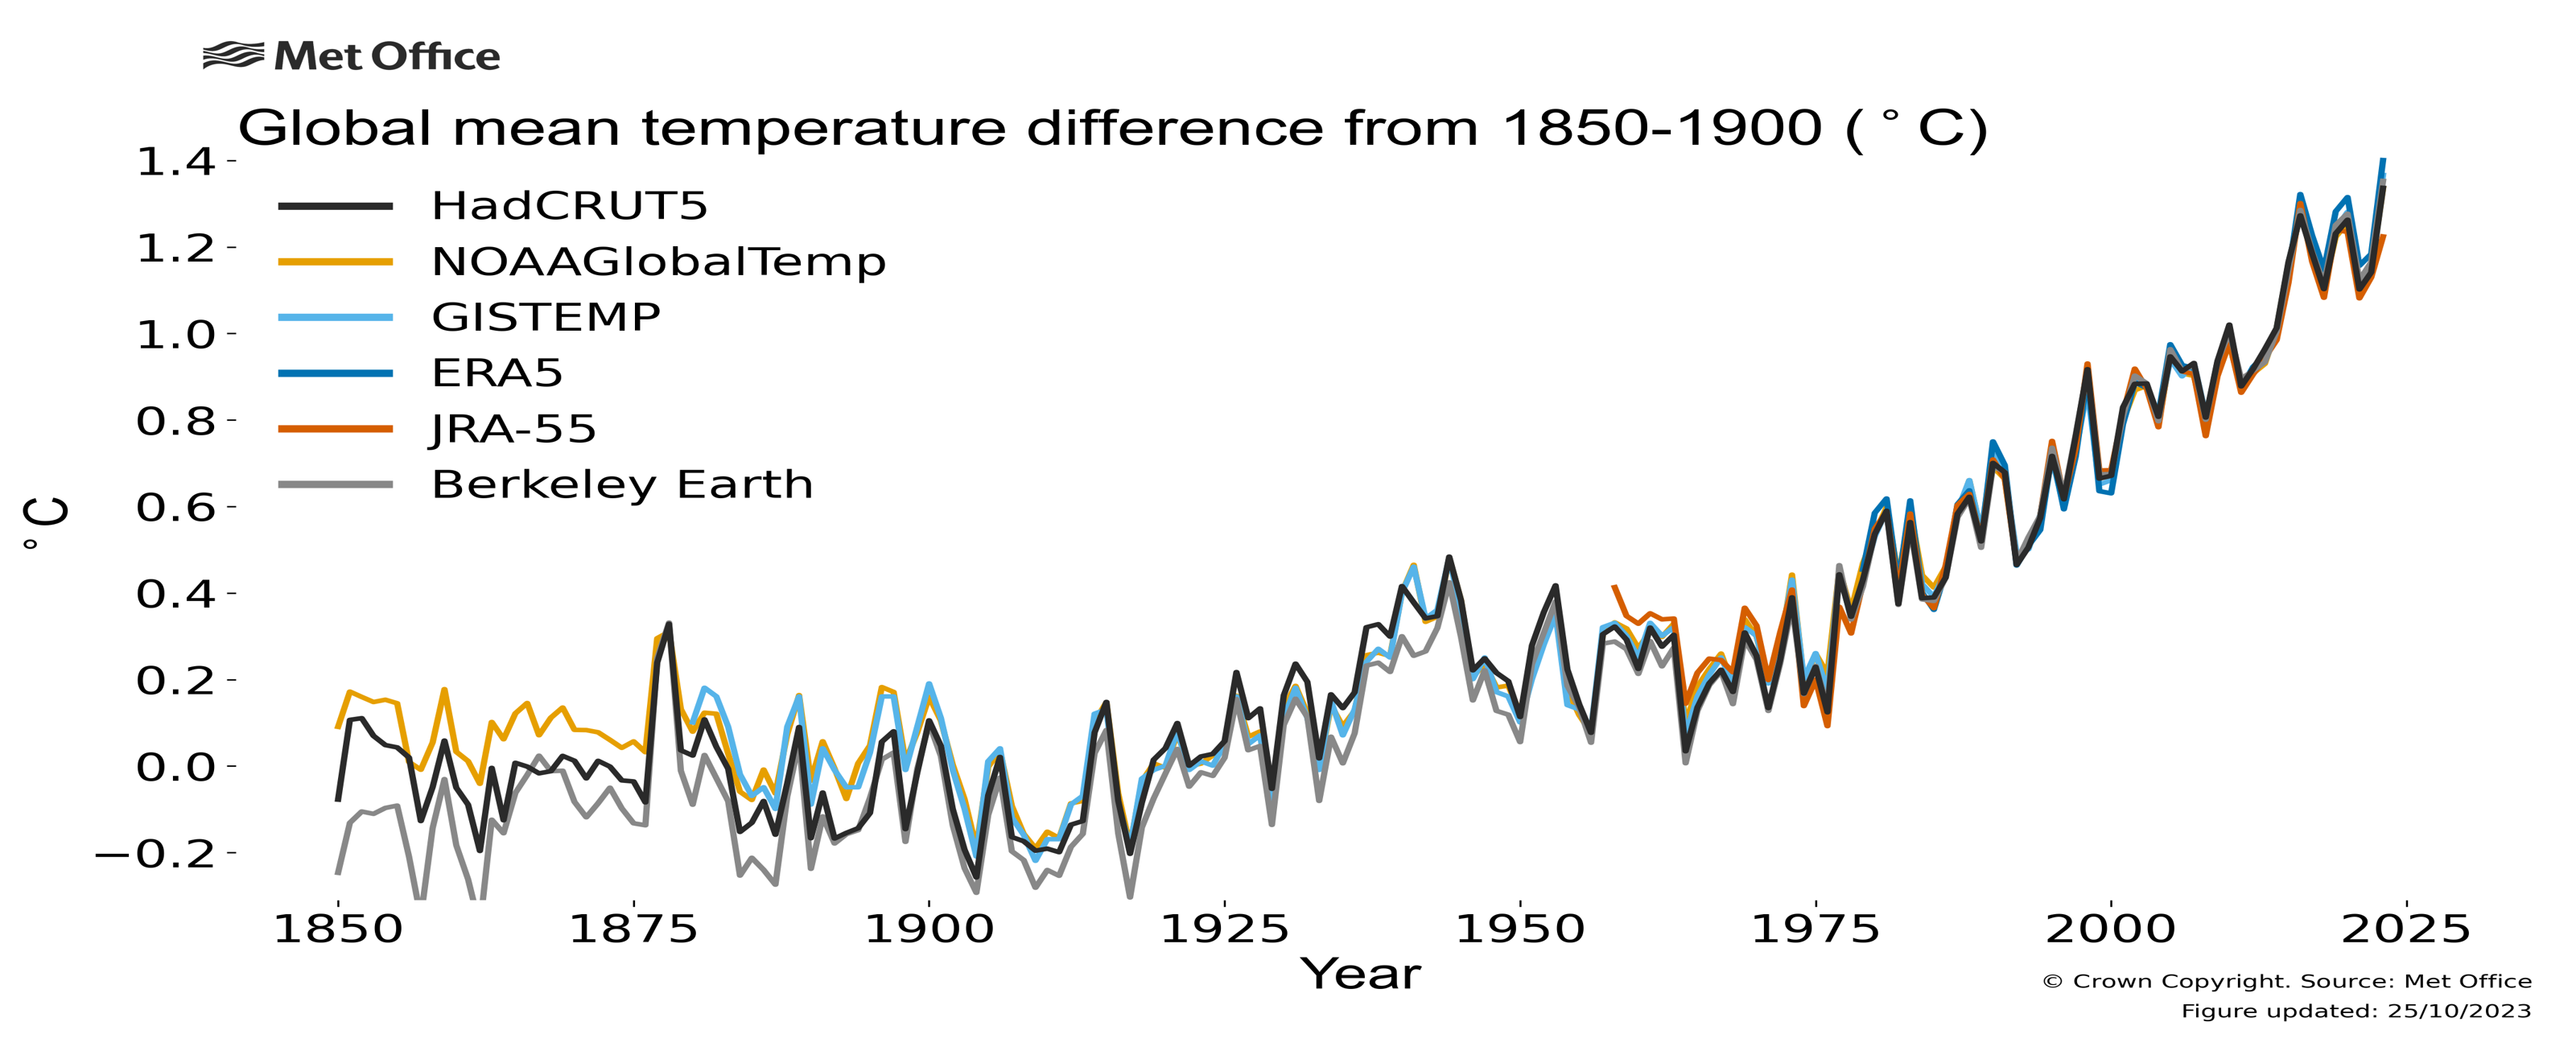 Met Office
Global mean temperature difference from 1850-1900 (°C)
1.4
1.2
1.0
0.8
0.6
0.4
0.2
0.0
−0.2
°C
HadCRUT5
NOAAGlobalTemp
GISTEMP
ERA5
JRA-55
Berkeley Earth
1850 1875 1900 1925 1950 1975 2000 2025
Year
© Crown Copyright. Source: Met Office
Figure updated: 25/10/2023